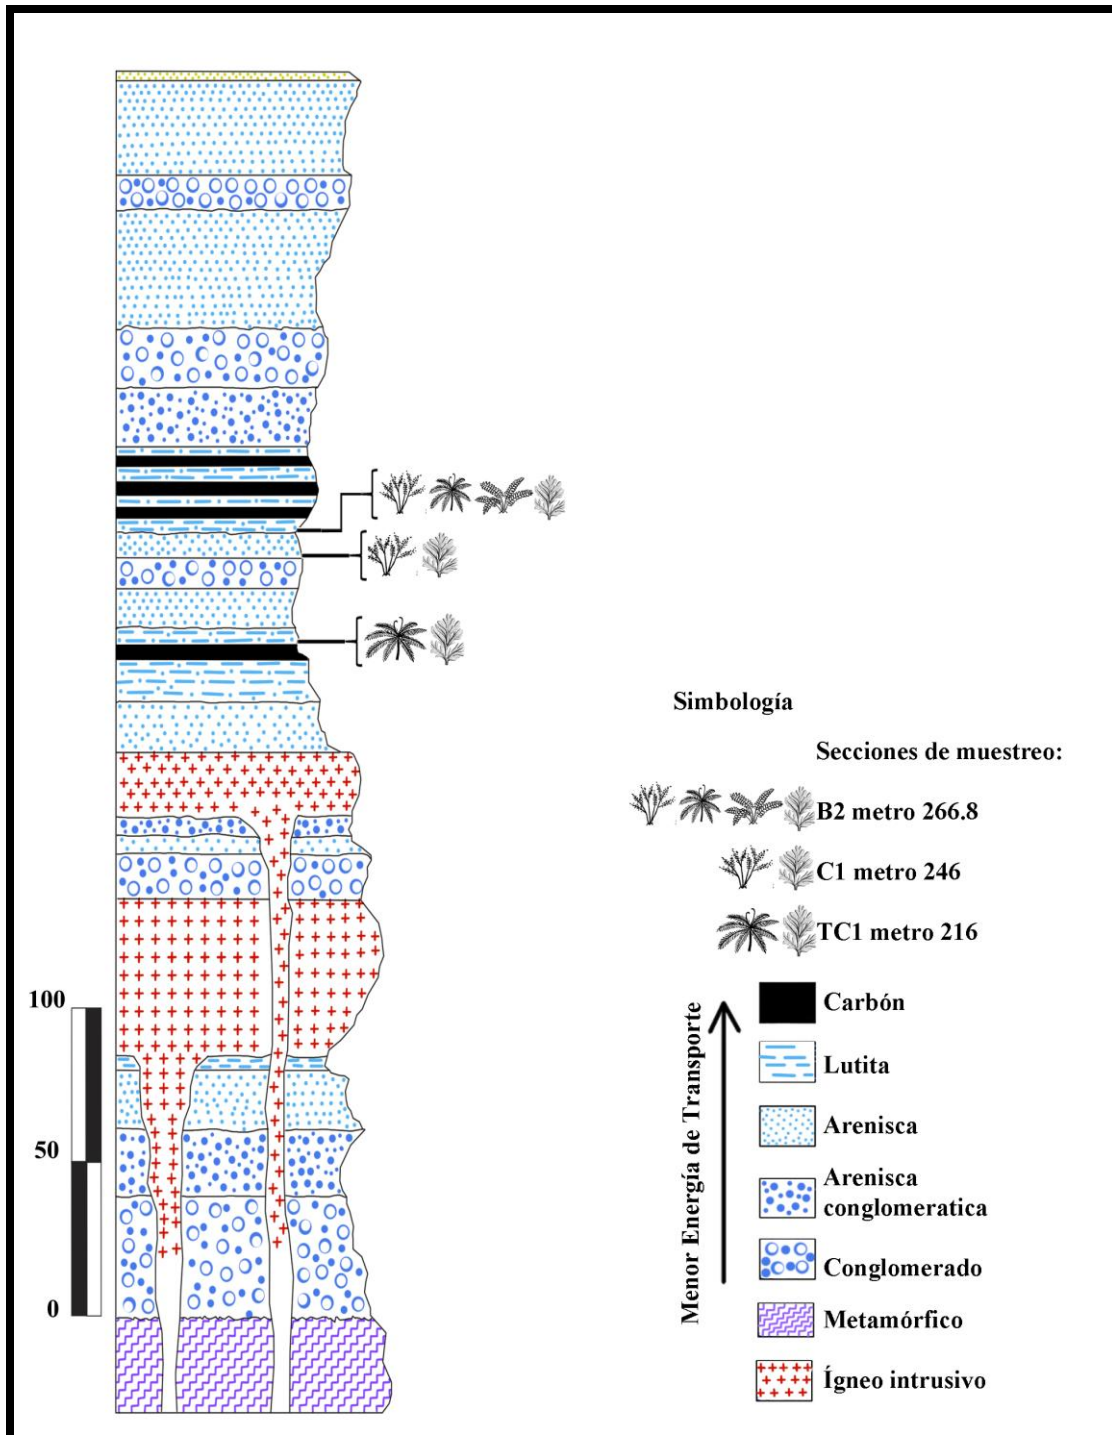 Simbología
Secciones de muestreo:
B2 metro 266.8
C1 metro 246
TC1 metro 216
100
50
0
Menor Energía de Transporte
Carbón
Lutita
Arenisca
Arenisca
conglomeratica
Conglomerado
Metamórfico
Ígneo intrusivo